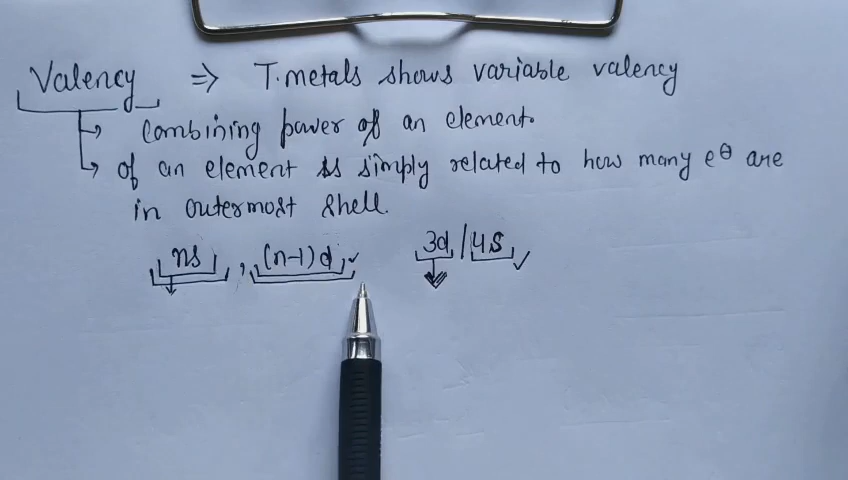 Valency ⇒ T.metals shows variable valency
↳ Combining power of an element.
↳ of an element is simply related to how many e⊖ are
in outermost shell.
ns, (n-1)d ✓ 3d/4s ✓